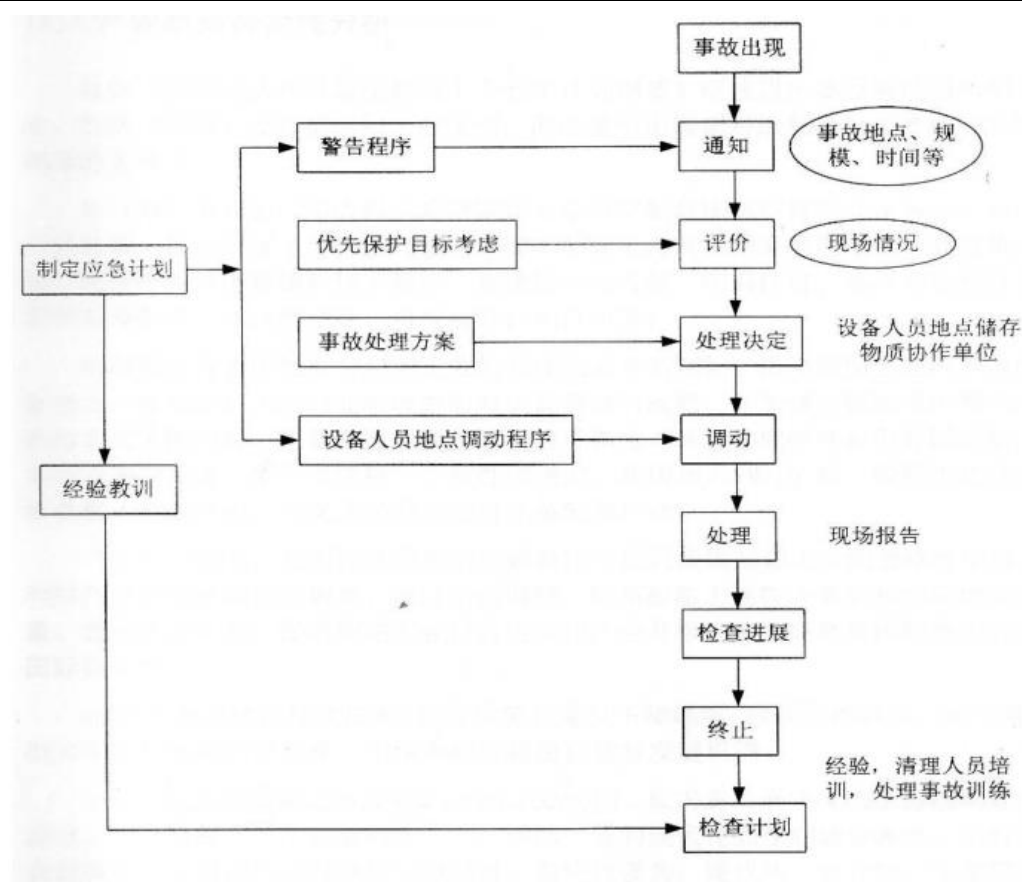 事故出现
警告程序
通知
事故地点、规
模、时间等
优先保护目标考虑
评价
现场情况
制定应急计划
事故处理方案
处理决定
设备人员地点储存
物质协作单位
设备人员地点调动程序
调动
经验教训
处理
现场报告
检查进展
终止
经验，清理人员培
训，处理事故训练
检查计划